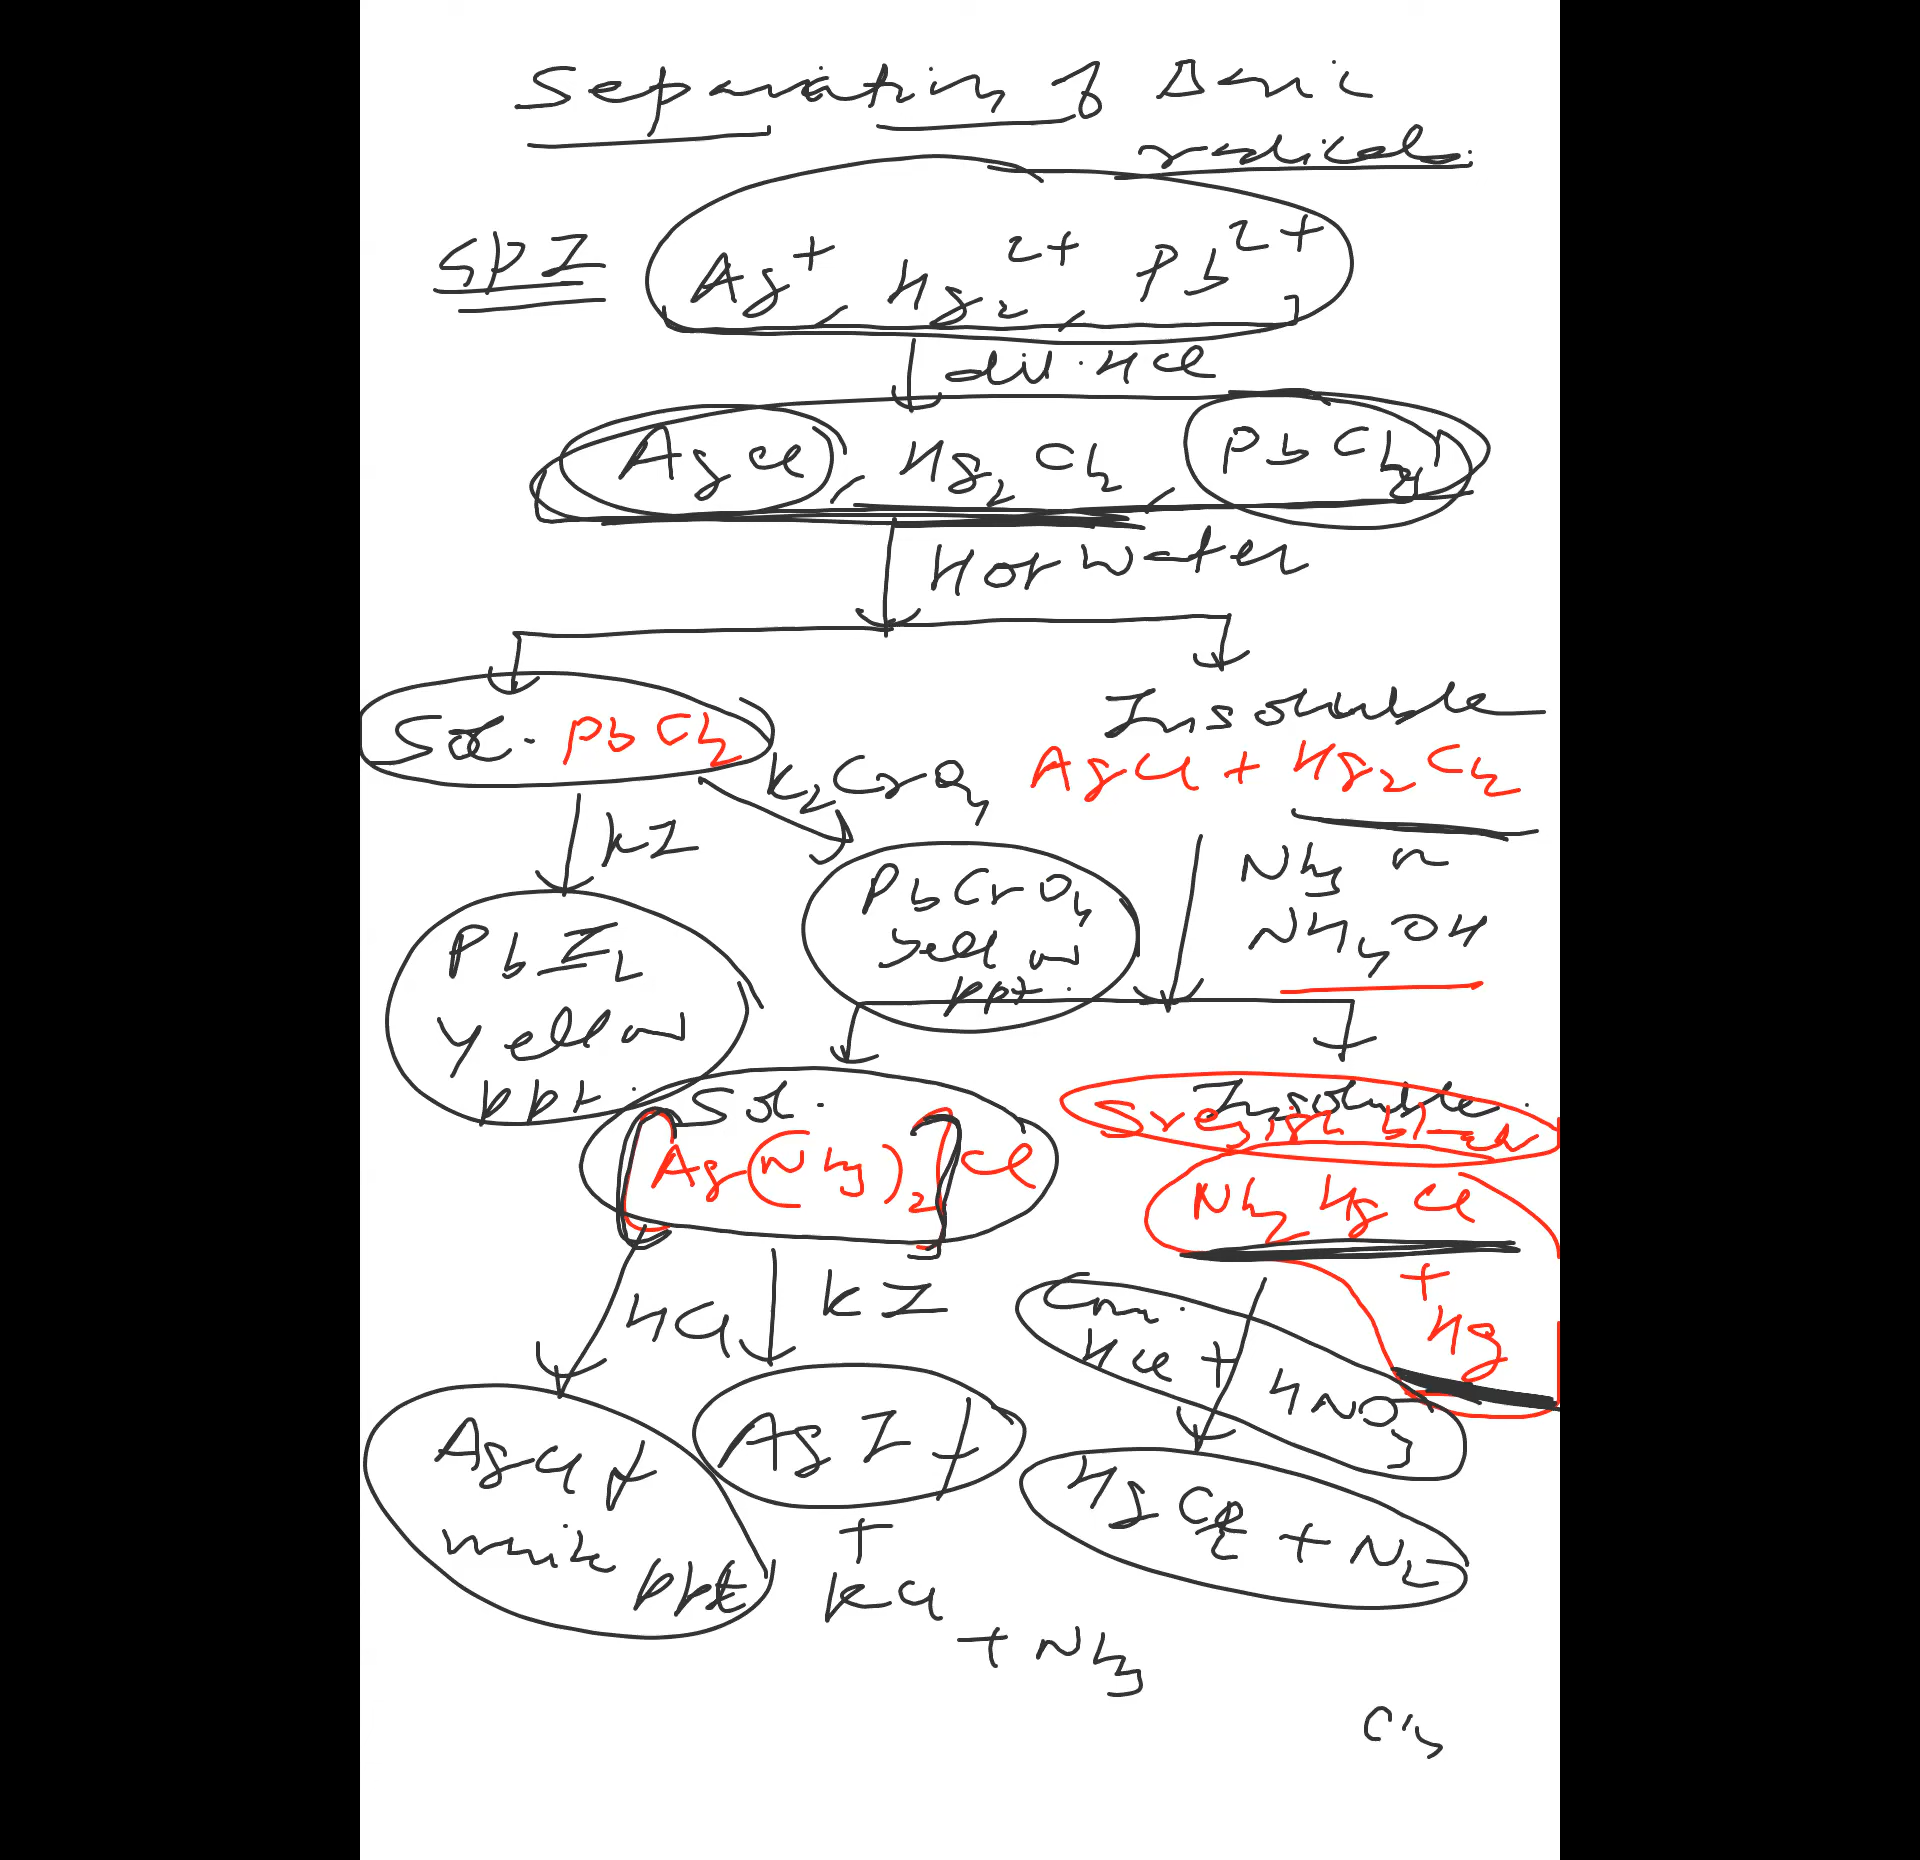 Separation of Basic
radicals.
gp I Ag+, Hg2 2+, Pb2+
dil. HCl
AgCl, Hg2Cl2, PbCl2↓
Hot water
Sol. PbCl2
Insoluble
AgCl + Hg2Cl2
K2CrO4
KI
NH3 or
NH4OH
PbCrO4
yellow
ppt.
PbI2
yellow
ppt.
Sol.
[Ag(NH3)2]Cl
Insoluble.
NH2HgCl
+
Hg
HCl
KI
Con.
HCl + HNO3
AgCl↓
white
ppt
AgI↓
+
KCl
+ NH3
HgCl2 + N2